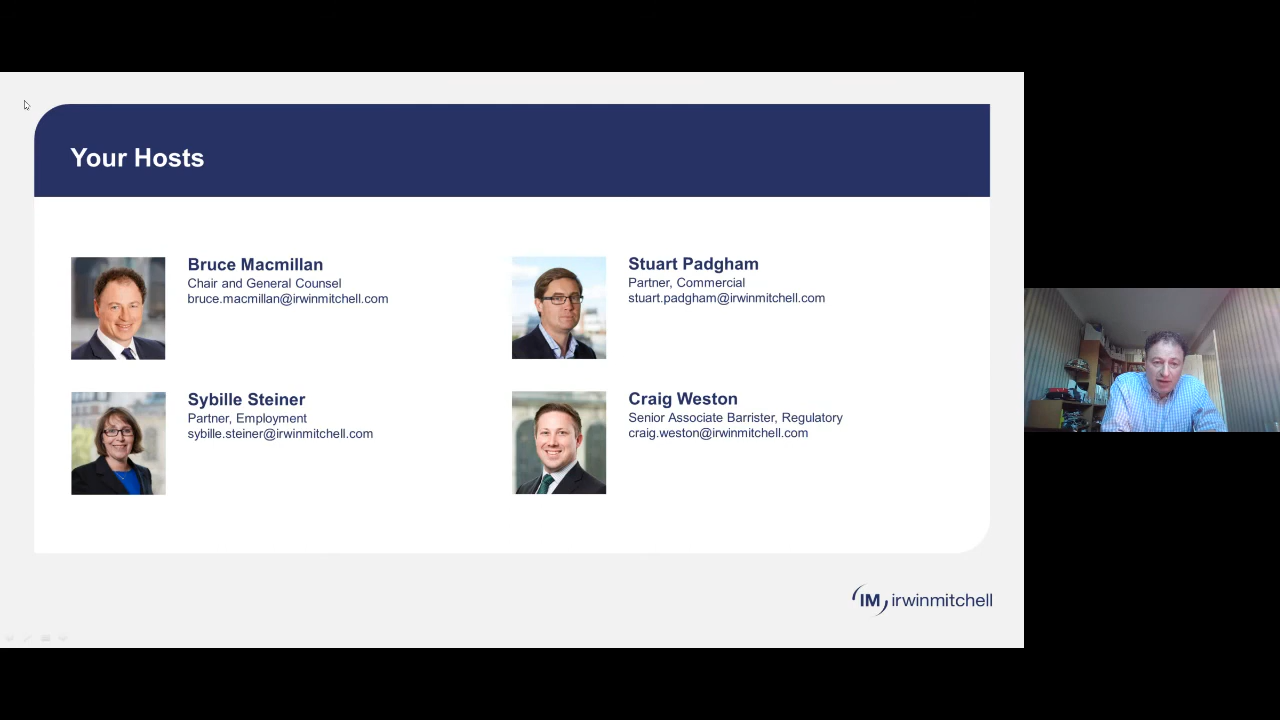 Your Hosts
Bruce Macmillan
Chair and General Counsel
bruce.macmillan@irwinmitchell.com
Stuart Padgham
Partner, Commercial
stuart.padgham@irwinmitchell.com
Sybille Steiner
Partner, Employment
sybille.steiner@irwinmitchell.com
Craig Weston
Senior Associate Barrister, Regulatory
craig.weston@irwinmitchell.com
IM irwinmitchell